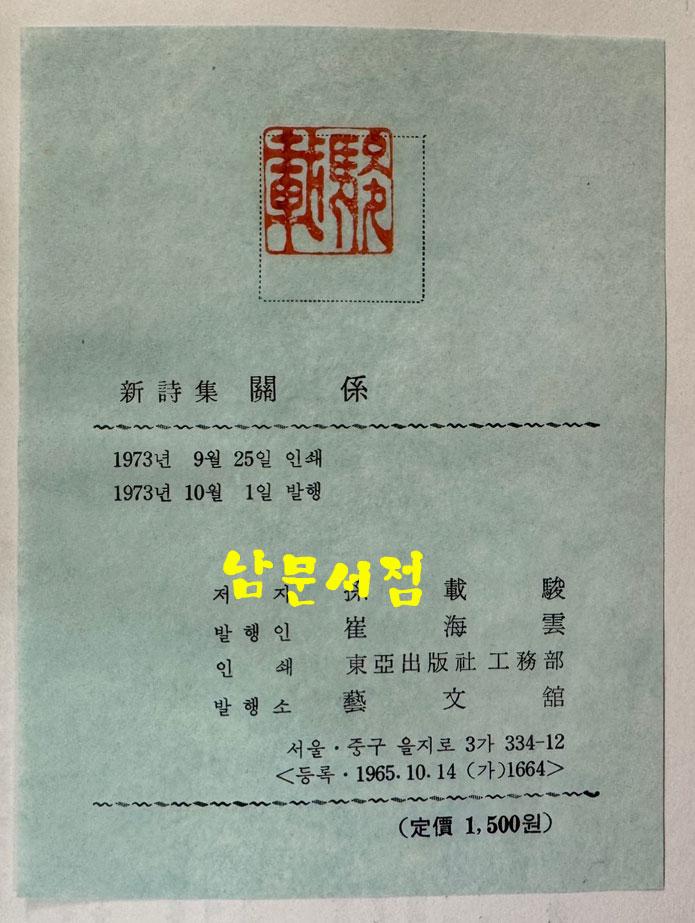 載駿
新詩集 關 係
1973년 9월 25일 인쇄
1973년 10월 1일 발행
남문서점
저 자 孫 載 駿
발행인 崔 海 雲
인 쇄 東亞出版社 工務部
발행소 藝 文 舘
서울・중구 을지로 3가 334-12
<등록・1965. 10. 14 (가)1664>
(定價 1,500원)